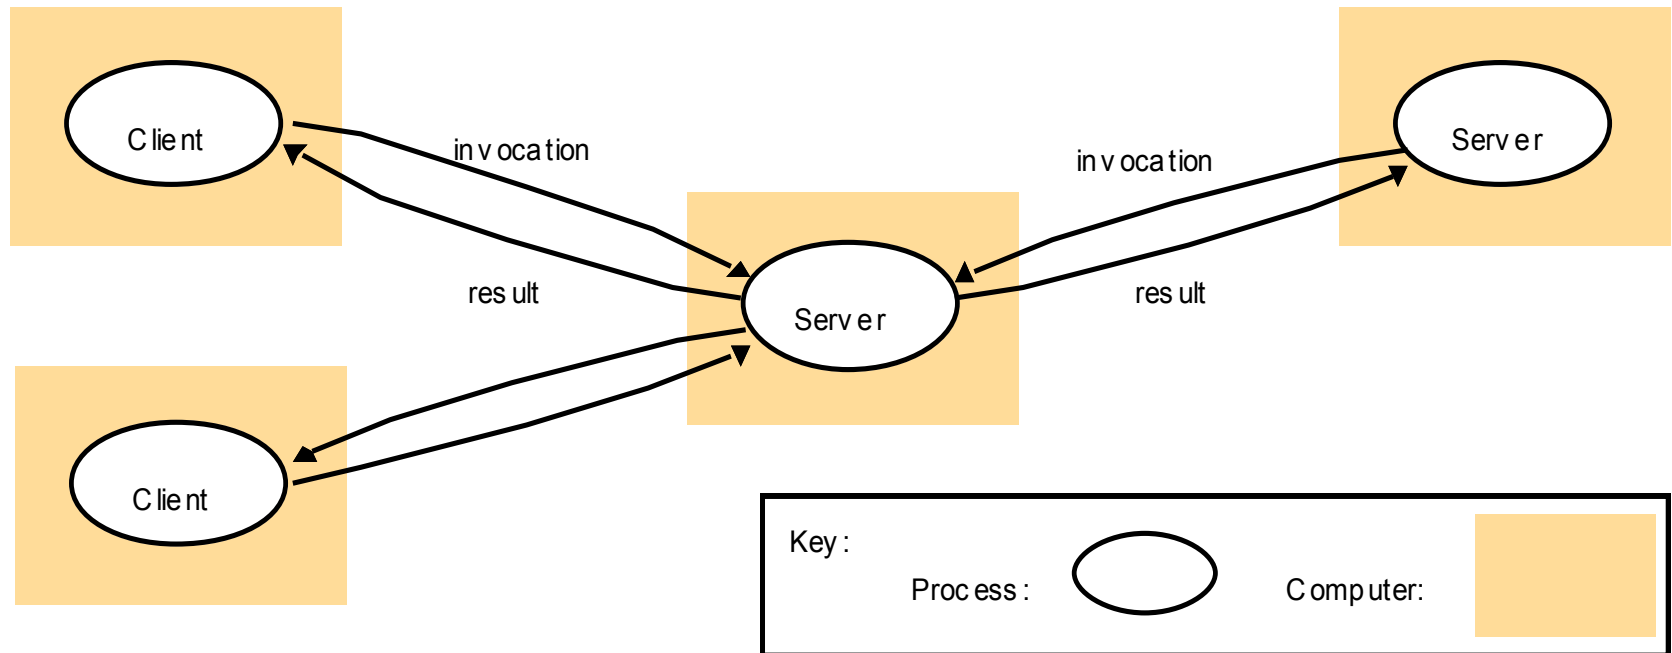 Client
invocation
result
Server
invocation
result
Server
Client
Key:
Process:
Computer: